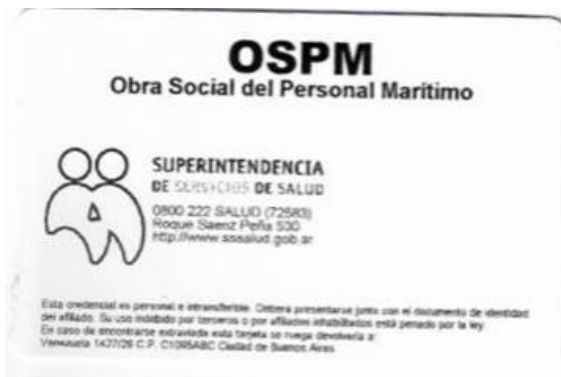 OSPM
Obra Social del Personal Marítimo
SUPERINTENDENCIA
DE SERVICIOS DE SALUD
0800 222 SALUD (72583)
Roque Saenz Peña 530
http://www.sssalud.gob.ar
Esta credencial es personal e intransferible. Debera presentarse junto con el documento de identidad
del afiliado. Su uso indebido por terceros o por afiliados inhabilitados está penado por la ley.
En caso de encontrarse extraviada esta tarjeta se ruega devolverla a:
Venezuela 1427/29 C.P. C1095ABC Ciudad de Buenos Aires